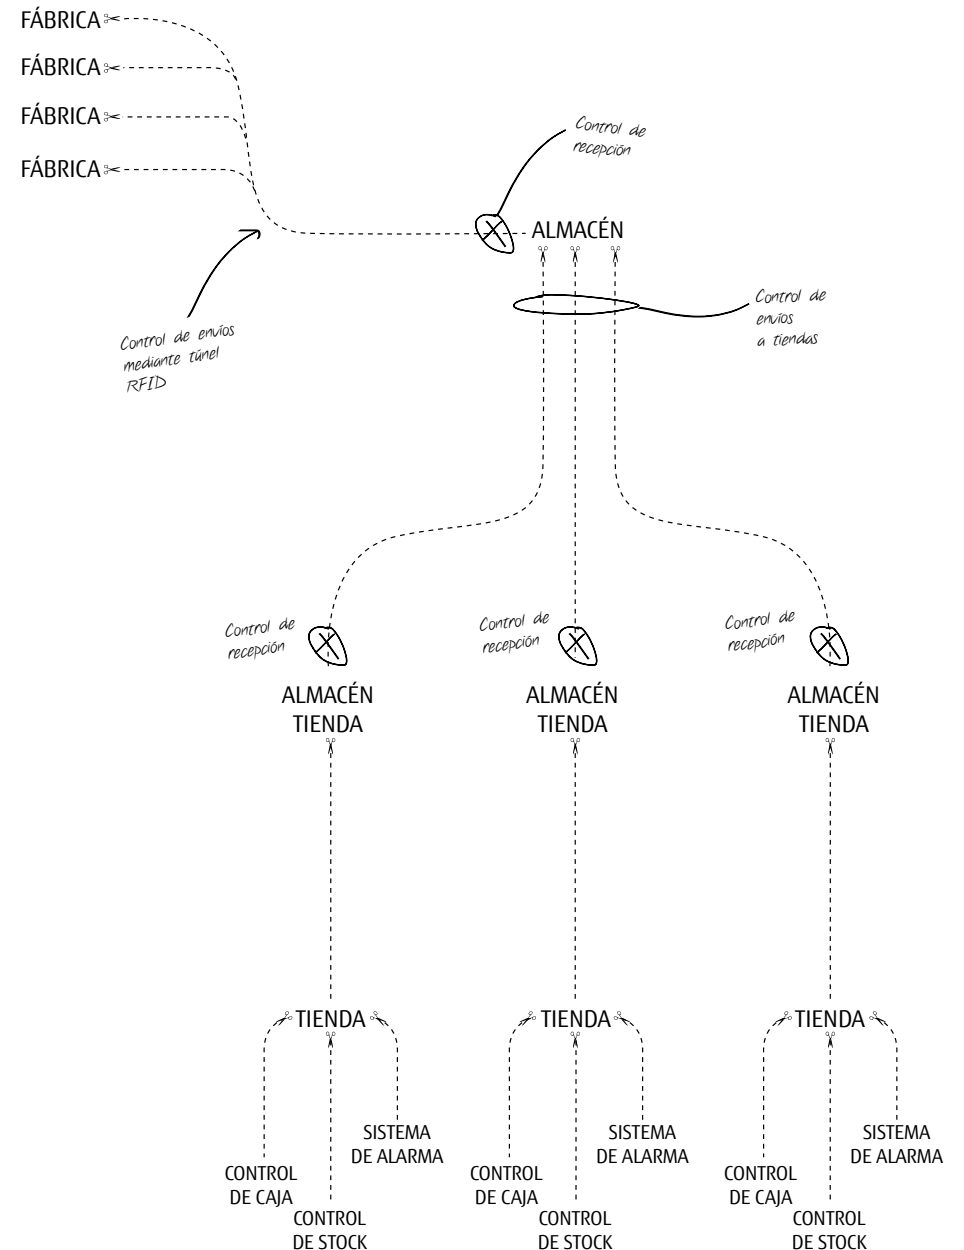 FÁBRICA
FÁBRICA
FÁBRICA
FÁBRICA
Control de
recepción
ALMACÉN
Control de envíos
mediante túnel
RFID
Control de
envíos
a tiendas
Control de
recepción
Control de
recepción
Control de
recepción
ALMACÉN
TIENDA
ALMACÉN
TIENDA
ALMACÉN
TIENDA
TIENDA
TIENDA
TIENDA
CONTROL
DE CAJA
CONTROL
DE STOCK
SISTEMA
DE ALARMA
CONTROL
DE CAJA
CONTROL
DE STOCK
SISTEMA
DE ALARMA
CONTROL
DE CAJA
CONTROL
DE STOCK
SISTEMA
DE ALARMA